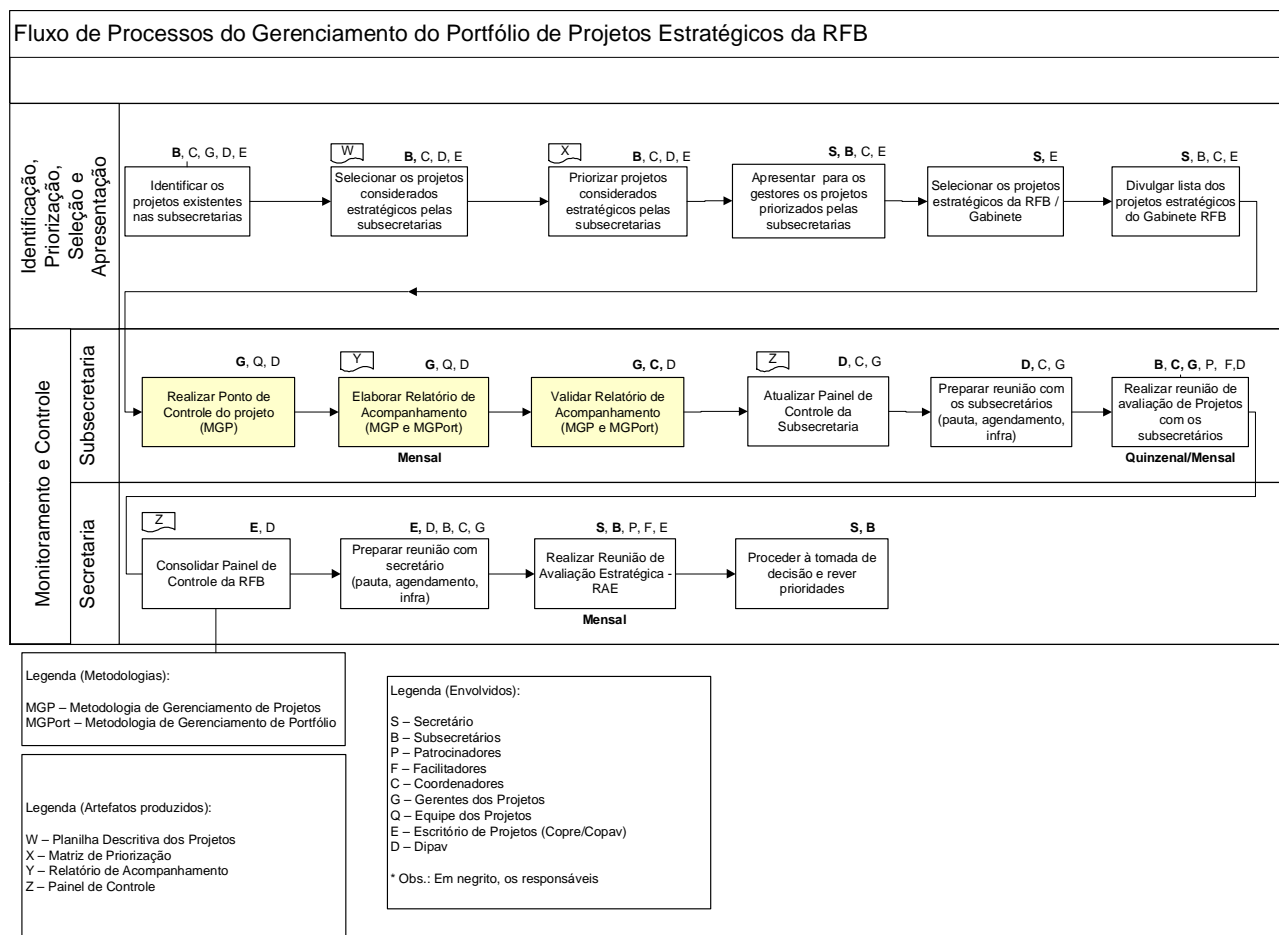 Fluxo de Processos do Gerenciamento do Portfólio de Projetos Estratégicos da RFB
Identificação,
Priorização,
Seleção e
Apresentação
B, C, G, D, E
Identificar os
projetos existentes
nas subsecretarias
W
B, C, D, E
Selecionar os projetos
considerados
estratégicos pelas
subsecretarias
X
B, C, D, E
Priorizar projetos
considerados
estratégicos pelas
subsecretarias
S, B, C, E
Apresentar para os
gestores os projetos
priorizados pelas
subsecretarias
S, E
Selecionar os projetos
estratégicos da RFB /
Gabinete
S, B, C, E
Divulgar lista dos
projetos estratégicos
do Gabinete RFB
Monitoramento e Controle
Subsecretaria
G, Q, D
Realizar Ponto de
Controle do projeto
(MGP)
Y
G, Q, D
Elaborar Relatório de
Acompanhamento
(MGP e MGPort)
Mensal
G, C, D
Validar Relatório de
Acompanhamento
(MGP e MGPort)
Z
D, C, G
Atualizar Painel de
Controle da
Subsecretaria
D, C, G
Preparar reunião com
os subsecretários
(pauta, agendamento,
infra)
B, C, G, P, F,D
Realizar reunião de
avaliação de Projetos
com os
subsecretários
Quinzenal/Mensal
Secretaria
Z
E, D
Consolidar Painel de
Controle da RFB
E, D, B, C, G
Preparar reunião com
secretário
(pauta, agendamento,
infra)
S, B, P, F, E
Realizar Reunião de
Avaliação Estratégica -
RAE
Mensal
S, B
Proceder à tomada de
decisão e rever
prioridades
Legenda (Metodologias):
MGP – Metodologia de Gerenciamento de Projetos
MGPort – Metodologia de Gerenciamento de Portfólio
Legenda (Artefatos produzidos):
W – Planilha Descritiva dos Projetos
X – Matriz de Priorização
Y – Relatório de Acompanhamento
Z – Painel de Controle
Legenda (Envolvidos):
S – Secretário
B – Subsecretários
P – Patrocinadores
F – Facilitadores
C – Coordenadores
G – Gerentes dos Projetos
Q – Equipe dos Projetos
E – Escritório de Projetos (Copre/Copav)
D – Dipav
* Obs.: Em negrito, os responsáveis